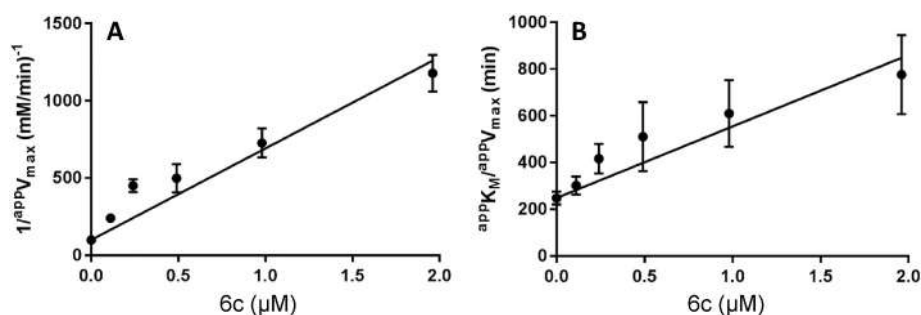 A
1/ᵃᵖᵖVₘₐₓ (mM/min)⁻¹
1500
1000
500
0
0.0 0.5 1.0 1.5 2.0
6c (µM)
B
ᵃᵖᵖK_M/ᵃᵖᵖVₘₐₓ (min)
1000
800
600
400
200
0
0.0 0.5 1.0 1.5 2.0
6c (µM)